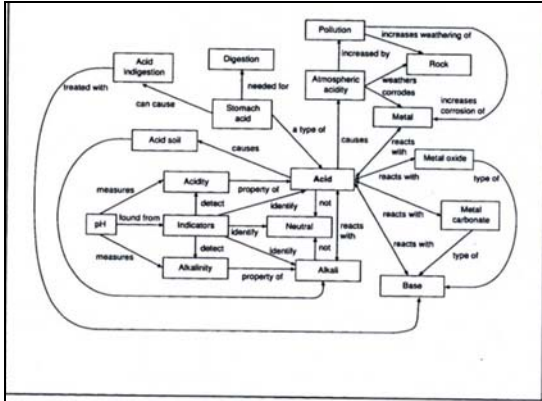 Pollution
increases weathering of
Acid
indigestion
Digestion
increased by
Rock
treated with
needed for
Atmospheric
acidity
weathers
corrodes
can cause
Stomach
acid
Metal
increases
corrosion of
a type of
Acid soil
causes
causes
reacts
with
Metal oxide
Acid
reacts with
type of
measures
Acidity
property of
identify
not
detect
reacts with
Metal
carbonate
pH
found from
Indicators
identify
Neutral
reacts
with
detect
identify
not
reacts with
type of
measures
Alkalinity
property of
Alkali
Base